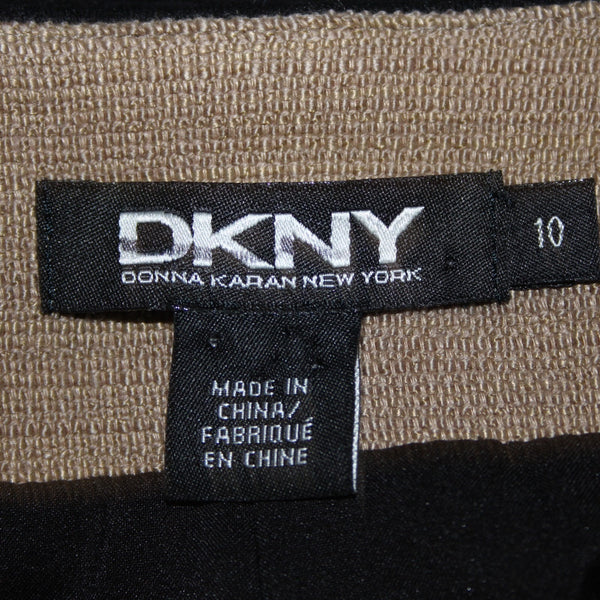 DKNY
DONNA KARAN NEW YORK
10
MADE IN
CHINA/
FABRIQUÉ
EN CHINE